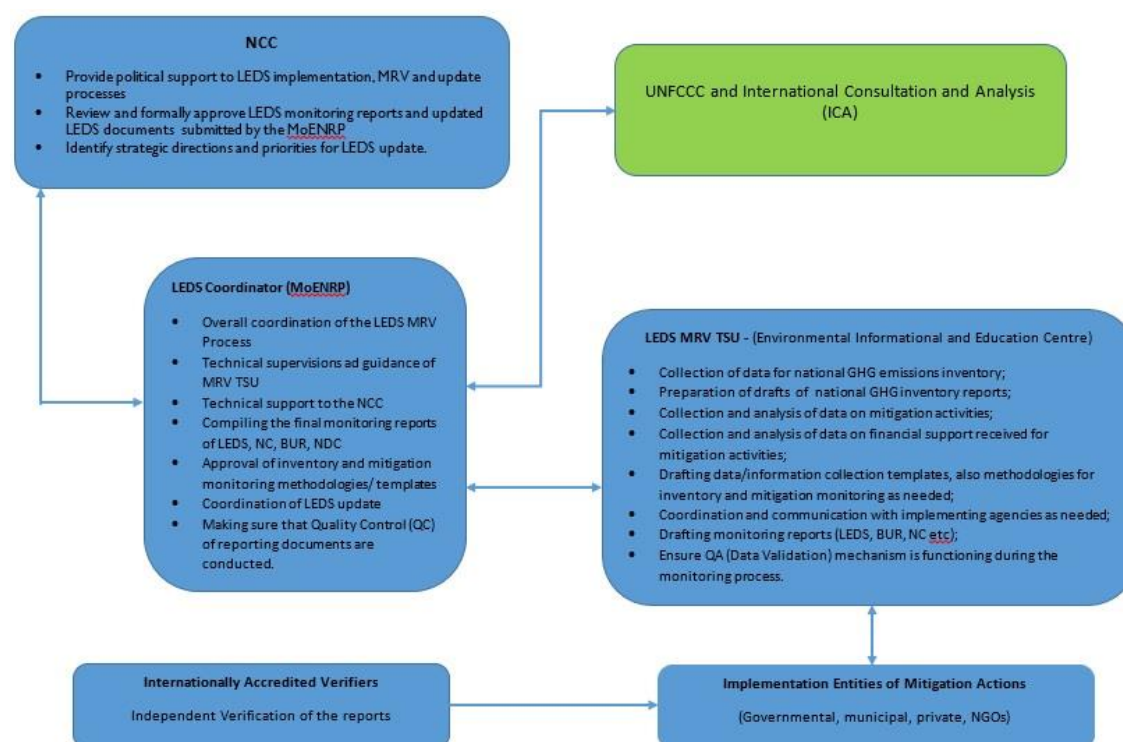 NCC
• Provide political support to LEDS implementation, MRV and update
processes
• Review and formally approve LEDS monitoring reports and updated
LEDS documents submitted by the MoENRP
• Identify strategic directions and priorities for LEDS update.
UNFCCC and International Consultation and Analysis
(ICA)
LEDS Coordinator (MoENRP)
• Overall coordination of the LEDS MRV
Process
• Technical supervisions ad guidance of
MRV TSU
• Technical support to the NCC
• Compiling the final monitoring reports
of LEDS, NC, BUR, NDC
• Approval of inventory and mitigation
monitoring methodologies/ templates
• Coordination of LEDS update
• Making sure that Quality Control (QC)
of reporting documents are
conducted.
LEDS MRV TSU - (Environmental Informational and Education Centre)
• Collection of data for national GHG emissions inventory;
• Preparation of drafts of national GHG inventory reports;
• Collection and analysis of data on mitigation activities;
• Collection and analysis of data on financial support received for
mitigation activities;
• Drafting data/information collection templates, also methodologies for
inventory and mitigation monitoring as needed;
• Coordination and communication with implementing agencies as needed;
• Drafting monitoring reports (LEDS, BUR, NC etc);
• Ensure QA (Data Validation) mechanism is functioning during the
monitoring process.
Internationally Accredited Verifiers
Independent Verification of the reports
Implementation Entities of Mitigation Actions
(Governmental, municipal, private, NGOs)